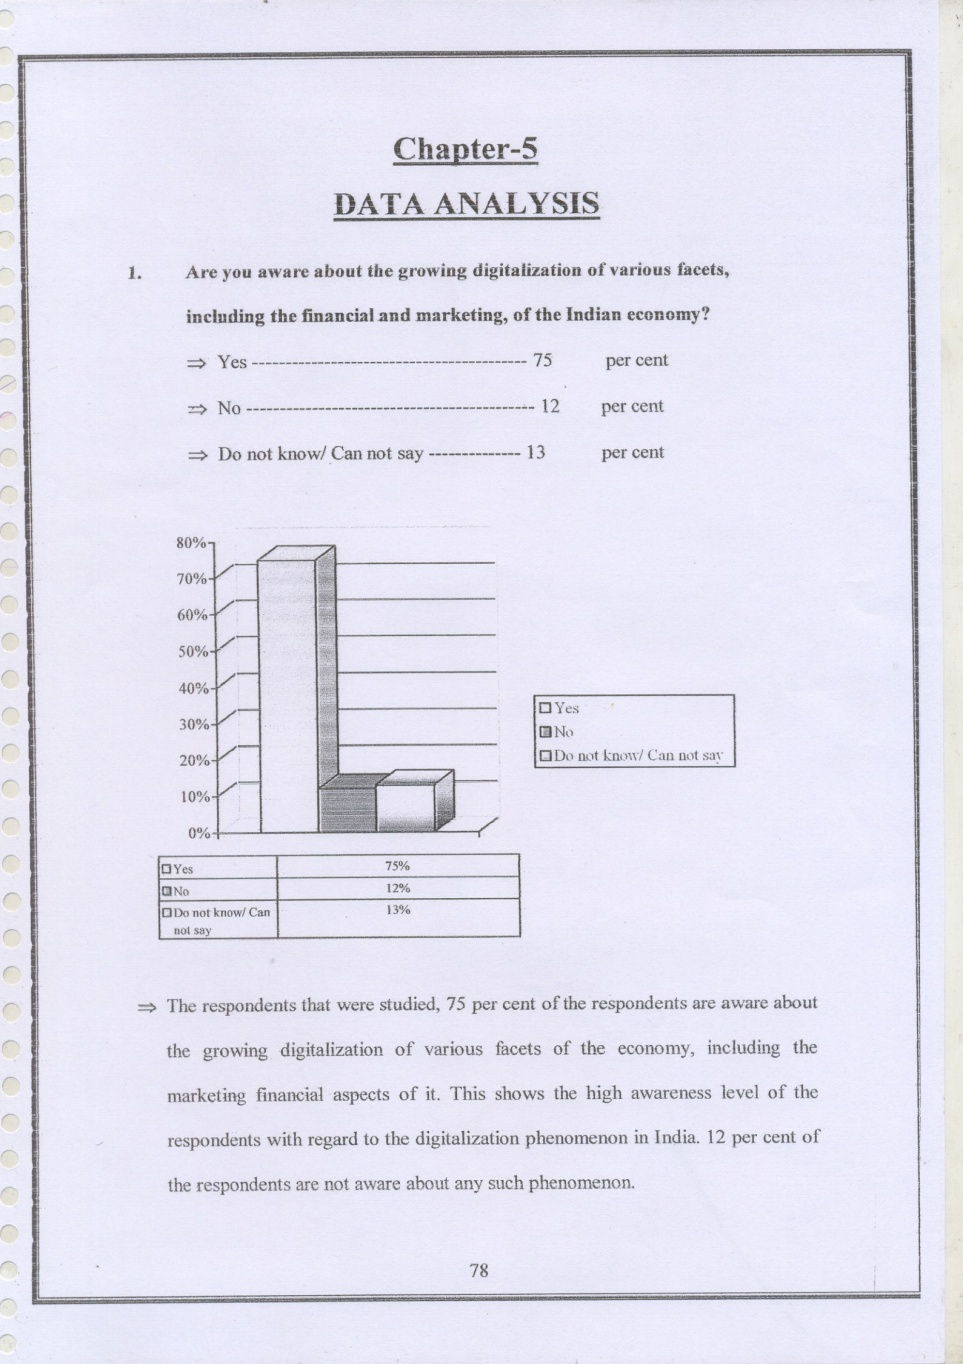 Chapter-5
DATA ANALYSIS
1. Are you aware about the growing digitalization of various facets,
including the financial and marketing, of the Indian economy?
⇒ Yes ----------------------------------------- 75 per cent
⇒ No ------------------------------------------- 12 per cent
⇒ Do not know/ Can not say -------------- 13 per cent
80%
70%
60%
50%
40%
30%
20%
10%
0%
Yes
No
Do not know/ Can not say
Yes 75%
No 12%
Do not know/ Can 13%
not say
⇒ The respondents that were studied, 75 per cent of the respondents are aware about
the growing digitalization of various facets of the economy, including the
marketing financial aspects of it. This shows the high awareness level of the
respondents with regard to the digitalization phenomenon in India. 12 per cent of
the respondents are not aware about any such phenomenon.
78